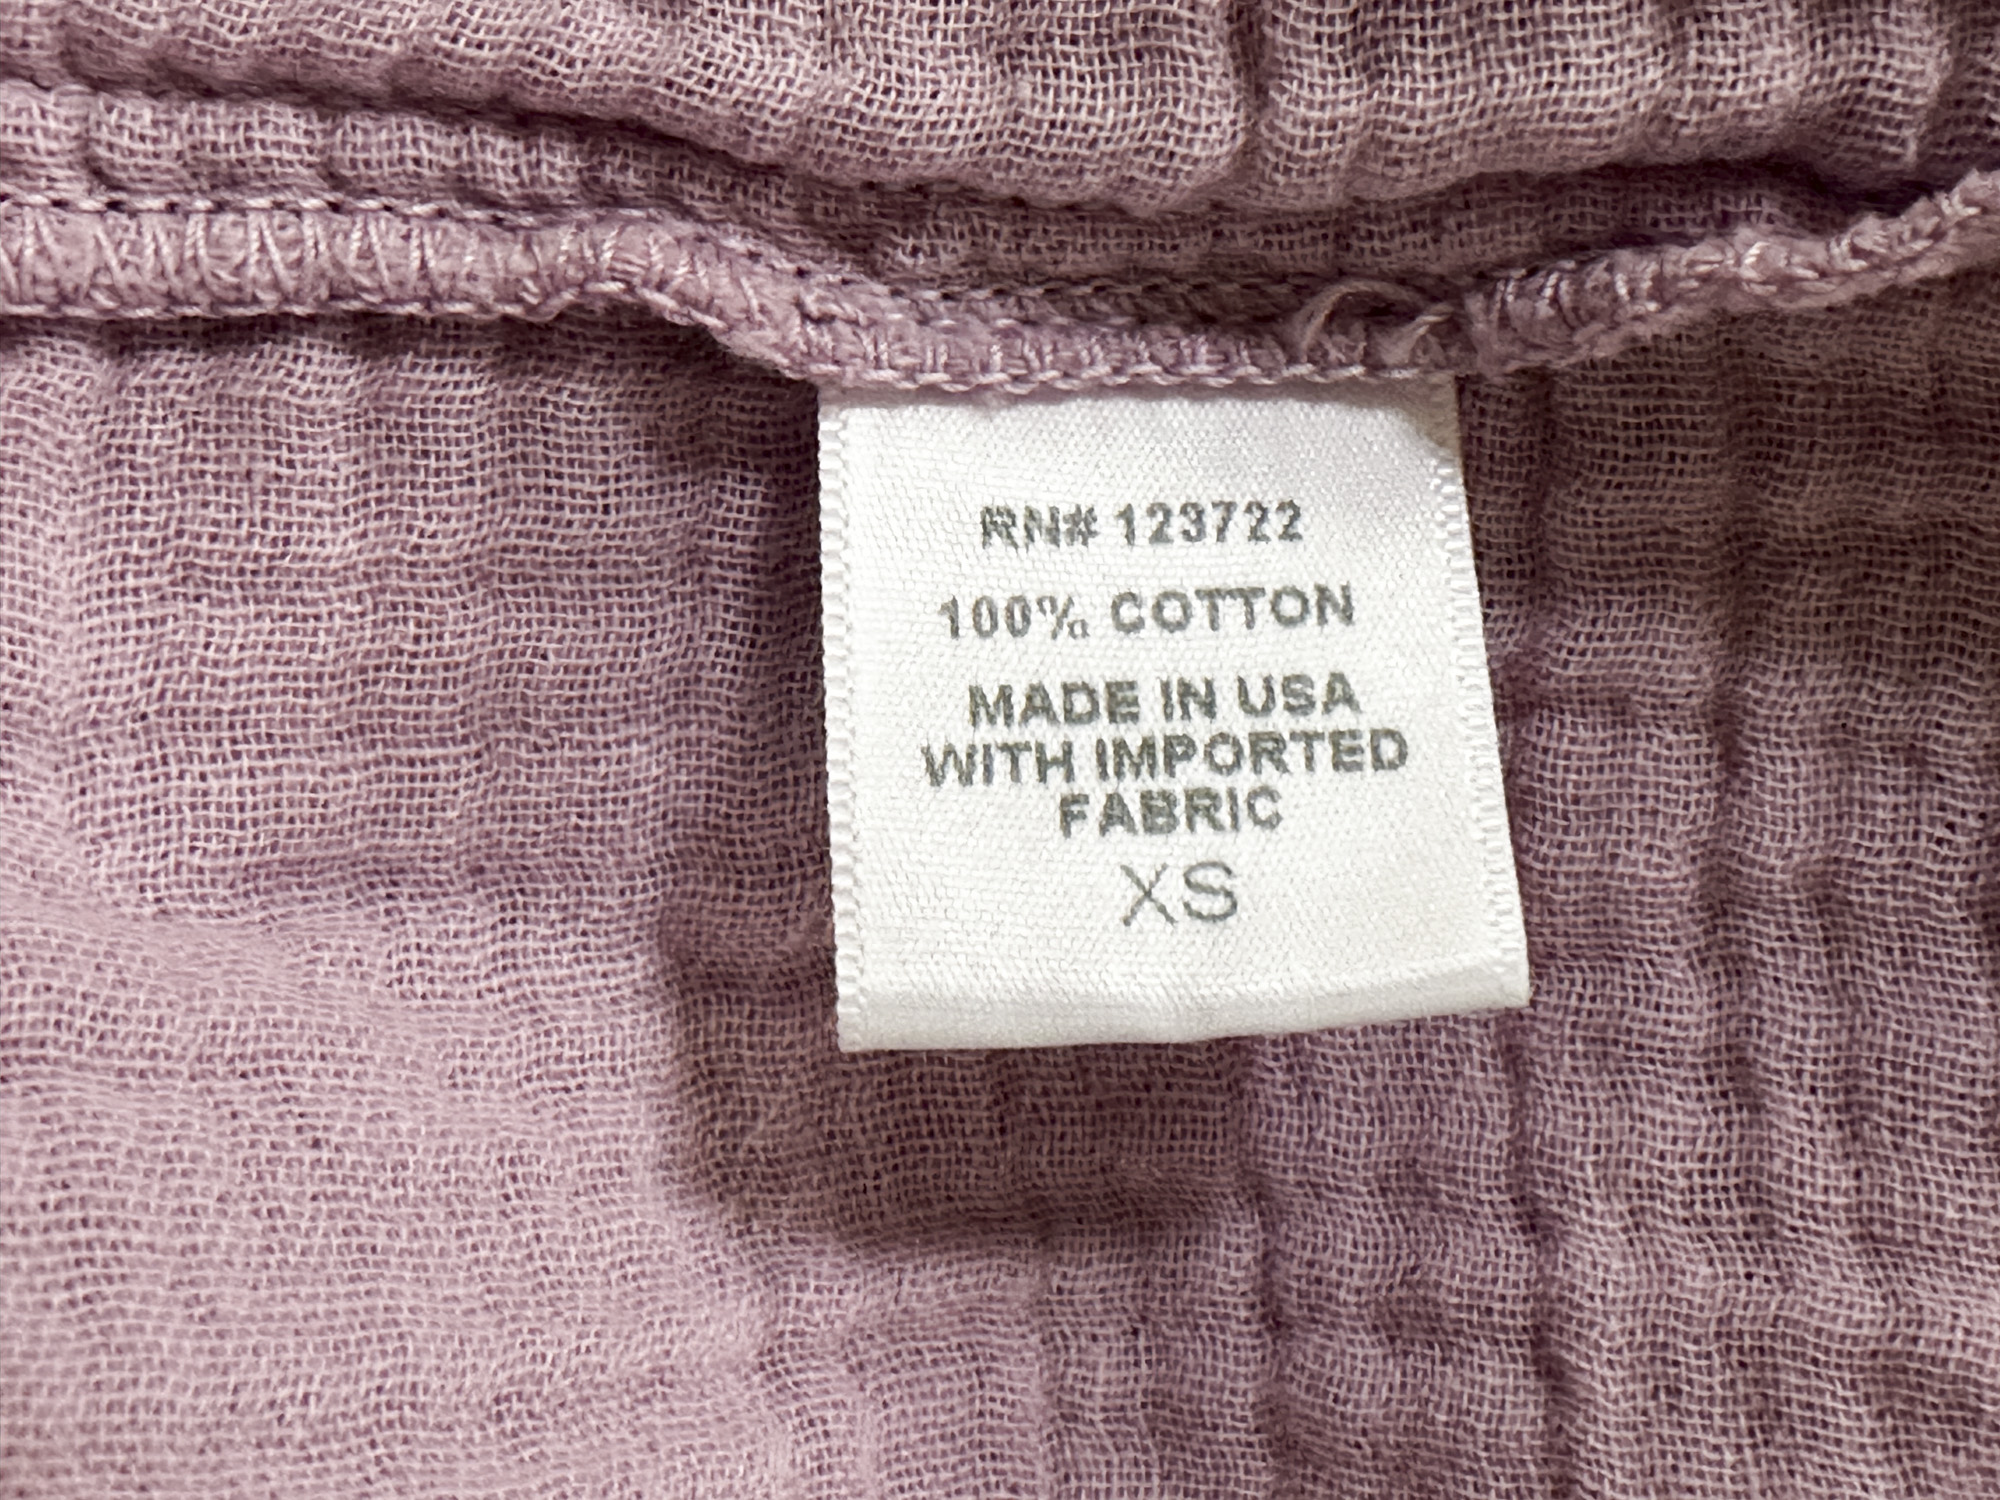 RN# 123722
100% COTTON
MADE IN USA
WITH IMPORTED
FABRIC
XS